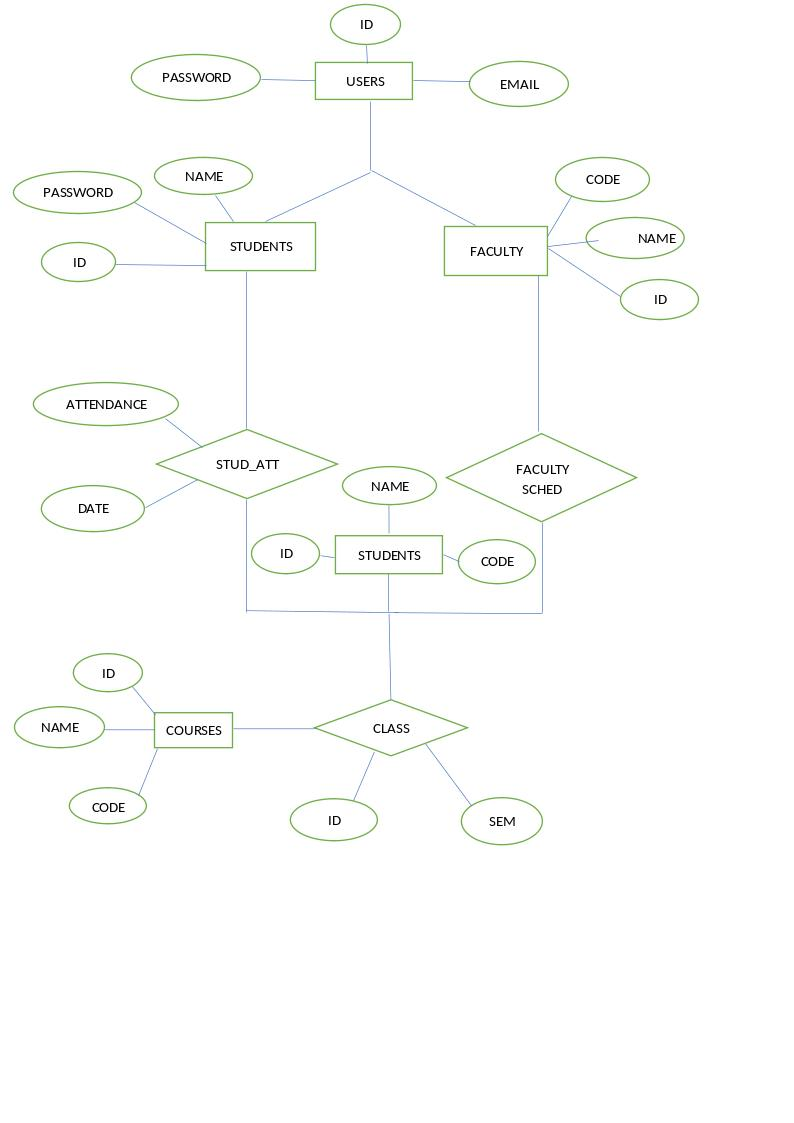 ID
PASSWORD
USERS
EMAIL
NAME
CODE
PASSWORD
STUDENTS
FACULTY
NAME
ID
ID
ATTENDANCE
STUD_ATT
FACULTY
SCHED
NAME
DATE
ID
STUDENTS
CODE
ID
NAME
COURSES
CLASS
CODE
ID
SEM